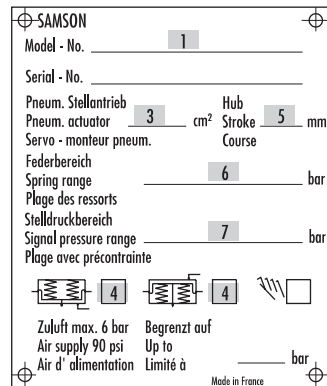 SAMSON
Model - No. 1
Serial - No.
Pneum. Stellantrieb Hub
Pneum. actuator 3 cm² Stroke 5 mm
Servo - monteur pneum. Course
Federbereich
Spring range 6 bar
Plage des ressorts
Stelldruckbereich
Signal pressure range 7 bar
Plage avec précontrainte
4 4
Zuluft max. 6 bar Begrenzt auf
Air supply 90 psi Up to
Air d' alimentation Limité à bar
Made in France